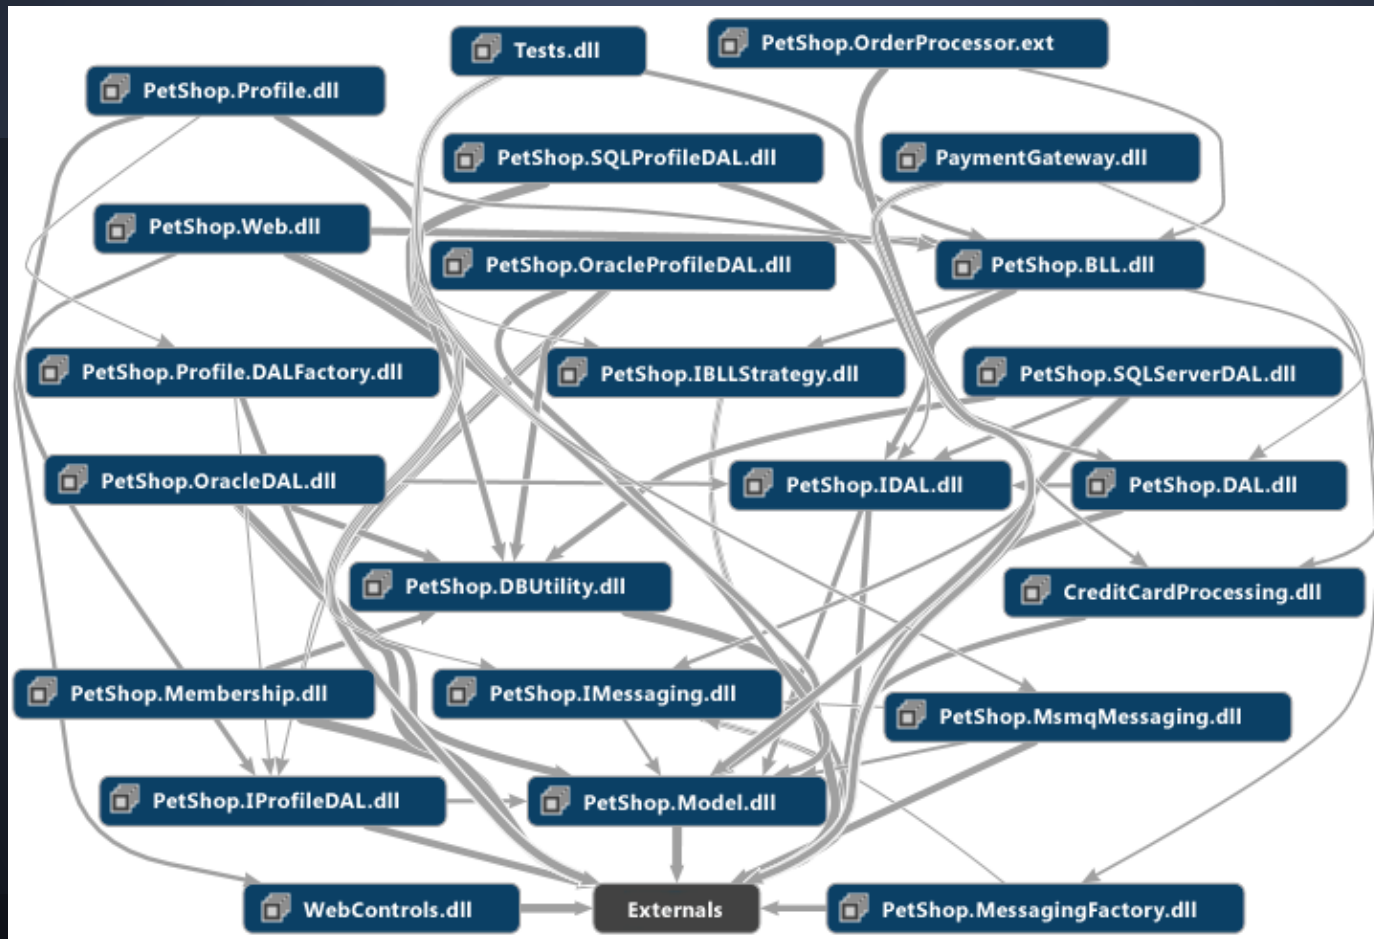 Tests.dll
PetShop.OrderProcessor.ext
PetShop.Profile.dll
PetShop.SQLProfileDAL.dll
PaymentGateway.dll
PetShop.Web.dll
PetShop.OracleProfileDAL.dll
PetShop.BLL.dll
PetShop.Profile.DALFactory.dll
PetShop.IBLLStrategy.dll
PetShop.SQLServerDAL.dll
PetShop.OracleDAL.dll
PetShop.IDAL.dll
PetShop.DAL.dll
PetShop.DBUtility.dll
CreditCardProcessing.dll
PetShop.Membership.dll
PetShop.IMessaging.dll
PetShop.MsmqMessaging.dll
PetShop.IProfileDAL.dll
PetShop.Model.dll
WebControls.dll
Externals
PetShop.MessagingFactory.dll